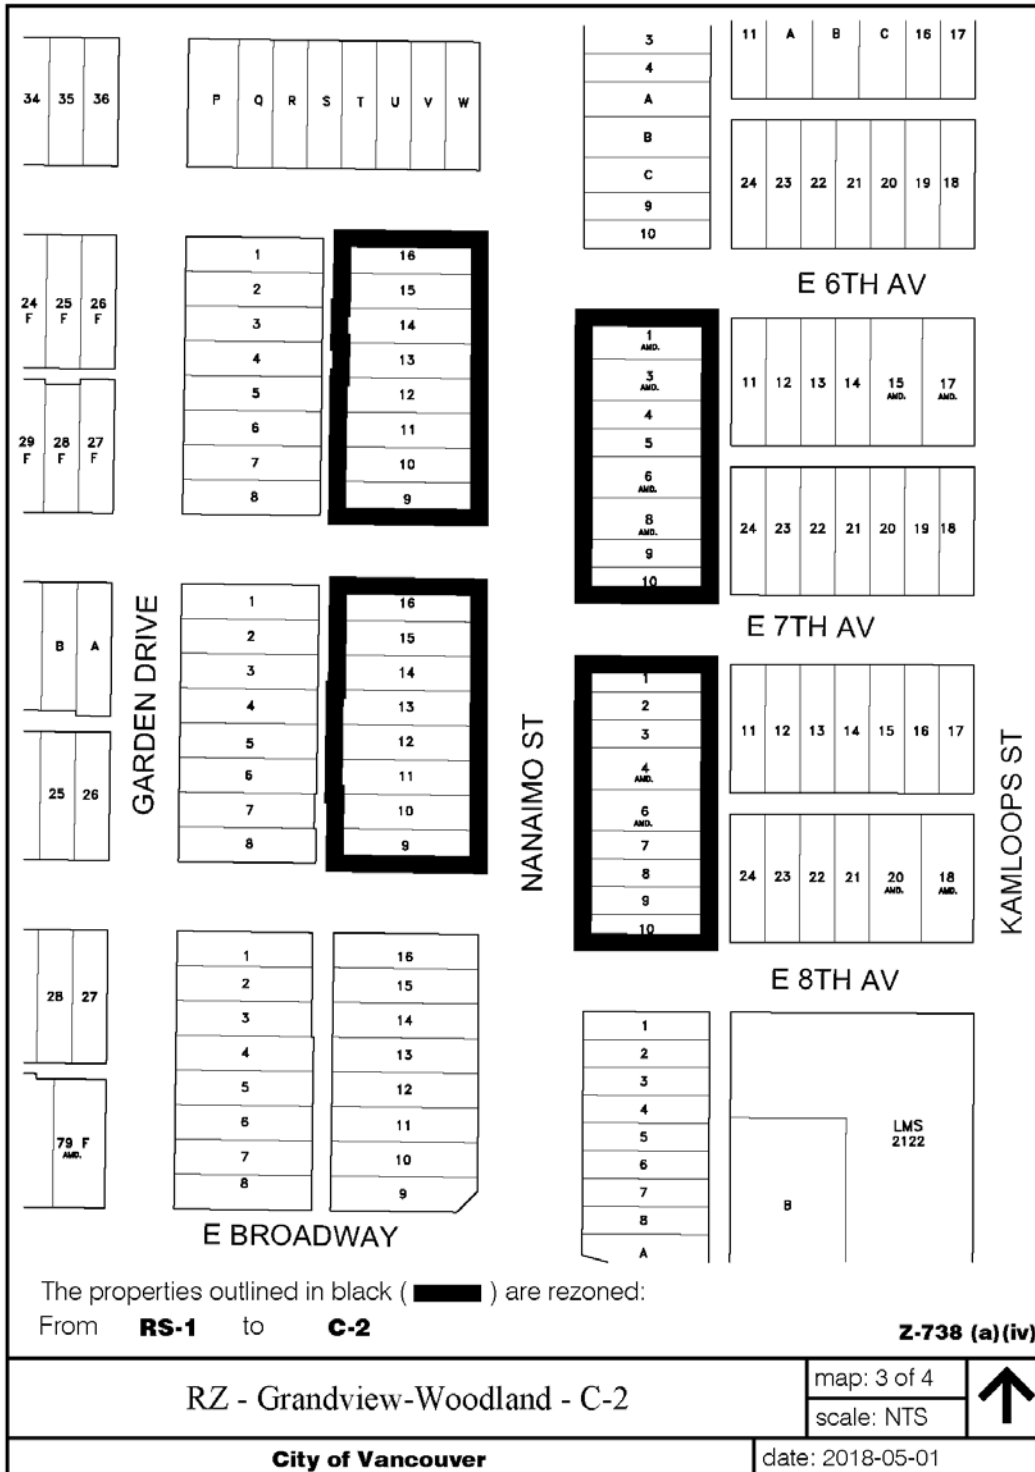 34 35 36
P Q R S T U V W
3
4
A
B
C
9
10
11 A B C 16 17
24 23 22 21 20 19 18
E 6TH AV
24 F 25 F 26 F
29 F 28 F 27 F
1
2
3
4
5
6
7
8
16
15
14
13
12
11
10
9
1 AMD.
3 AMD.
4
5
6 AMD.
8 AMD.
9
10
11 12 13 14 15 AMD. 17 AMD.
24 23 22 21 20 19 18
E 7TH AV
B A
25 26
GARDEN DRIVE
1
2
3
4
5
6
7
8
16
15
14
13
12
11
10
9
NANAIMO ST
1
2
3
4 AMD.
6 AMD.
7
8
9
10
11 12 13 14 15 16 17
24 23 22 21 20 AMD. 18 AMD.
KAMLOOPS ST
E 8TH AV
28 27
79 F AMD.
1
2
3
4
5
6
7
8
16
15
14
13
12
11
10
9
1
2
3
4
5
6
7
8
A
B
LMS
2122
E BROADWAY
The properties outlined in black ( ) are rezoned:
From RS-1 to C-2
Z-738 (a)(iv)
RZ - Grandview-Woodland - C-2
map: 3 of 4
scale: NTS
City of Vancouver
date: 2018-05-01